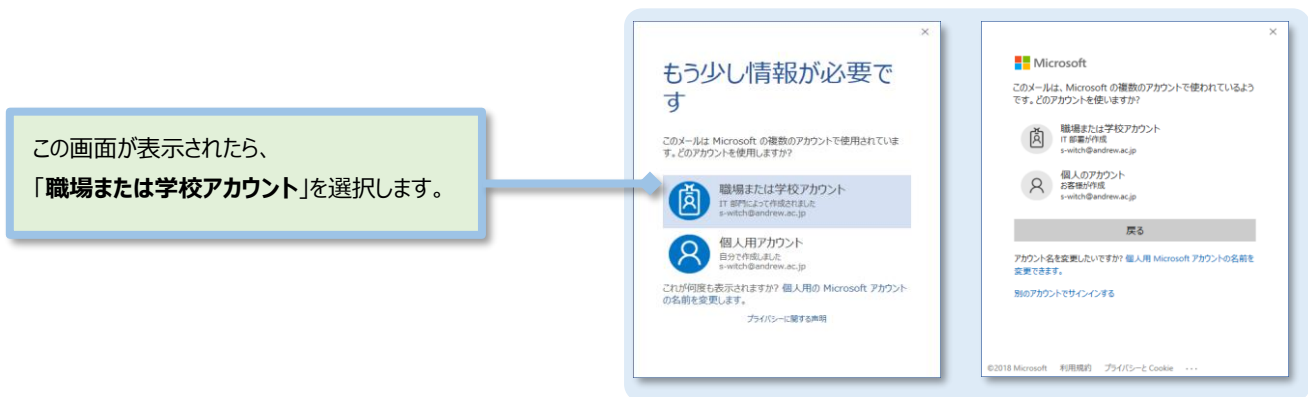 この画面が表示されたら、
「職場または学校アカウント」を選択します。
もう少し情報が必要で
す
このメールは Microsoft の複数のアカウントで使用されていま
す。どのアカウントを使用しますか?
職場または学校アカウント
IT 部門によって作成されました
s-witch@andrew.ac.jp
個人用アカウント
自分で作成しました
s-witch@andrew.ac.jp
これが何度も表示されますか? 個人用の Microsoft アカウント
の名前を変更します。
プライバシーに関する声明
Microsoft
このメールは、Microsoft の複数のアカウントで使われているよう
です。どのアカウントを使いますか?
職場または学校アカウント
IT 部署が作成
s-witch@andrew.ac.jp
個人のアカウント
お客様が作成
s-witch@andrew.ac.jp
戻る
アカウント名を変更したいですか? 個人用 Microsoft アカウントの名前を
変更できます。
別のアカウントでサインインする
©2018 Microsoft 利用規約 プライバシーと Cookie ...